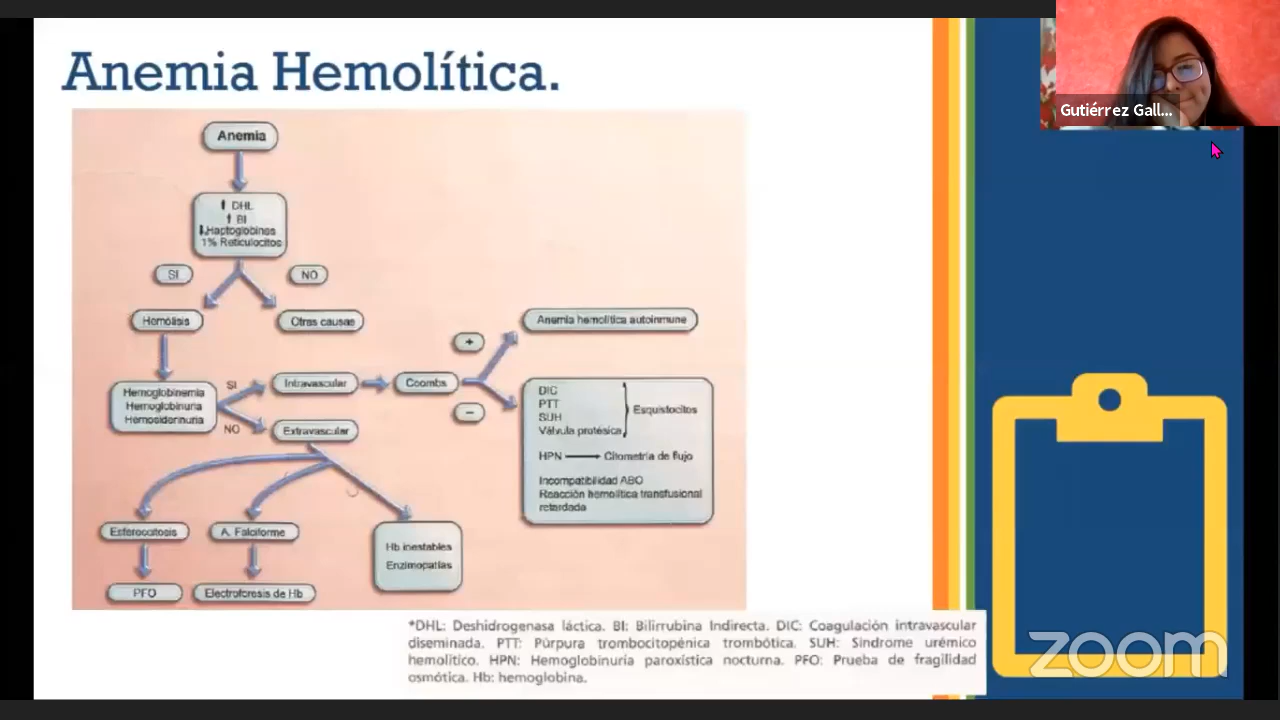 Anemia Hemolítica.
Gutiérrez Gall...
Anemia
⬆ DHL
⬆ BI
⬇Haptoglobinas
1% Reticulocitos
SI
NO
Hemólisis
Otras causas
Hemoglobinemia
Hemoglobinuria
Hemosiderinuria
SI
NO
Intravascular
Extravascular
Coombs
+
−
Anemia hemolítica autoinmune
DIC
PTT
SUH
Válvula protésica
Esquistocitos
HPN
Citometría de flujo
Incompatibilidad ABO
Reacción hemolítica transfusional
retardada
Esferocitosis
A. Falciforme
Hb inestables
Enzimopatías
PFO
Electroforesis de Hb
*DHL: Deshidrogenasa láctica. BI: Bilirrubina Indirecta. DIC: Coagulación intravascular
diseminada. PTT: Púrpura trombocitopénica trombótica. SUH: Síndrome urémico
hemolítico. HPN: Hemoglobinuria paroxística nocturna. PFO: Prueba de fragilidad
osmótica. Hb: hemoglobina.
zoom